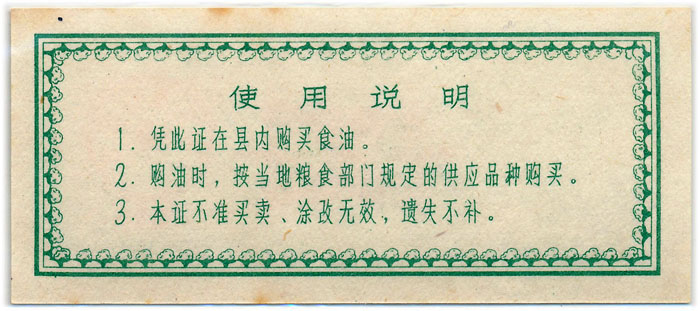 使用说明
1. 凭此证在县内购买食油。
2. 购油时，按当地粮食部门规定的供应品种购买。
3. 本证不准买卖、涂改无效，遗失不补。